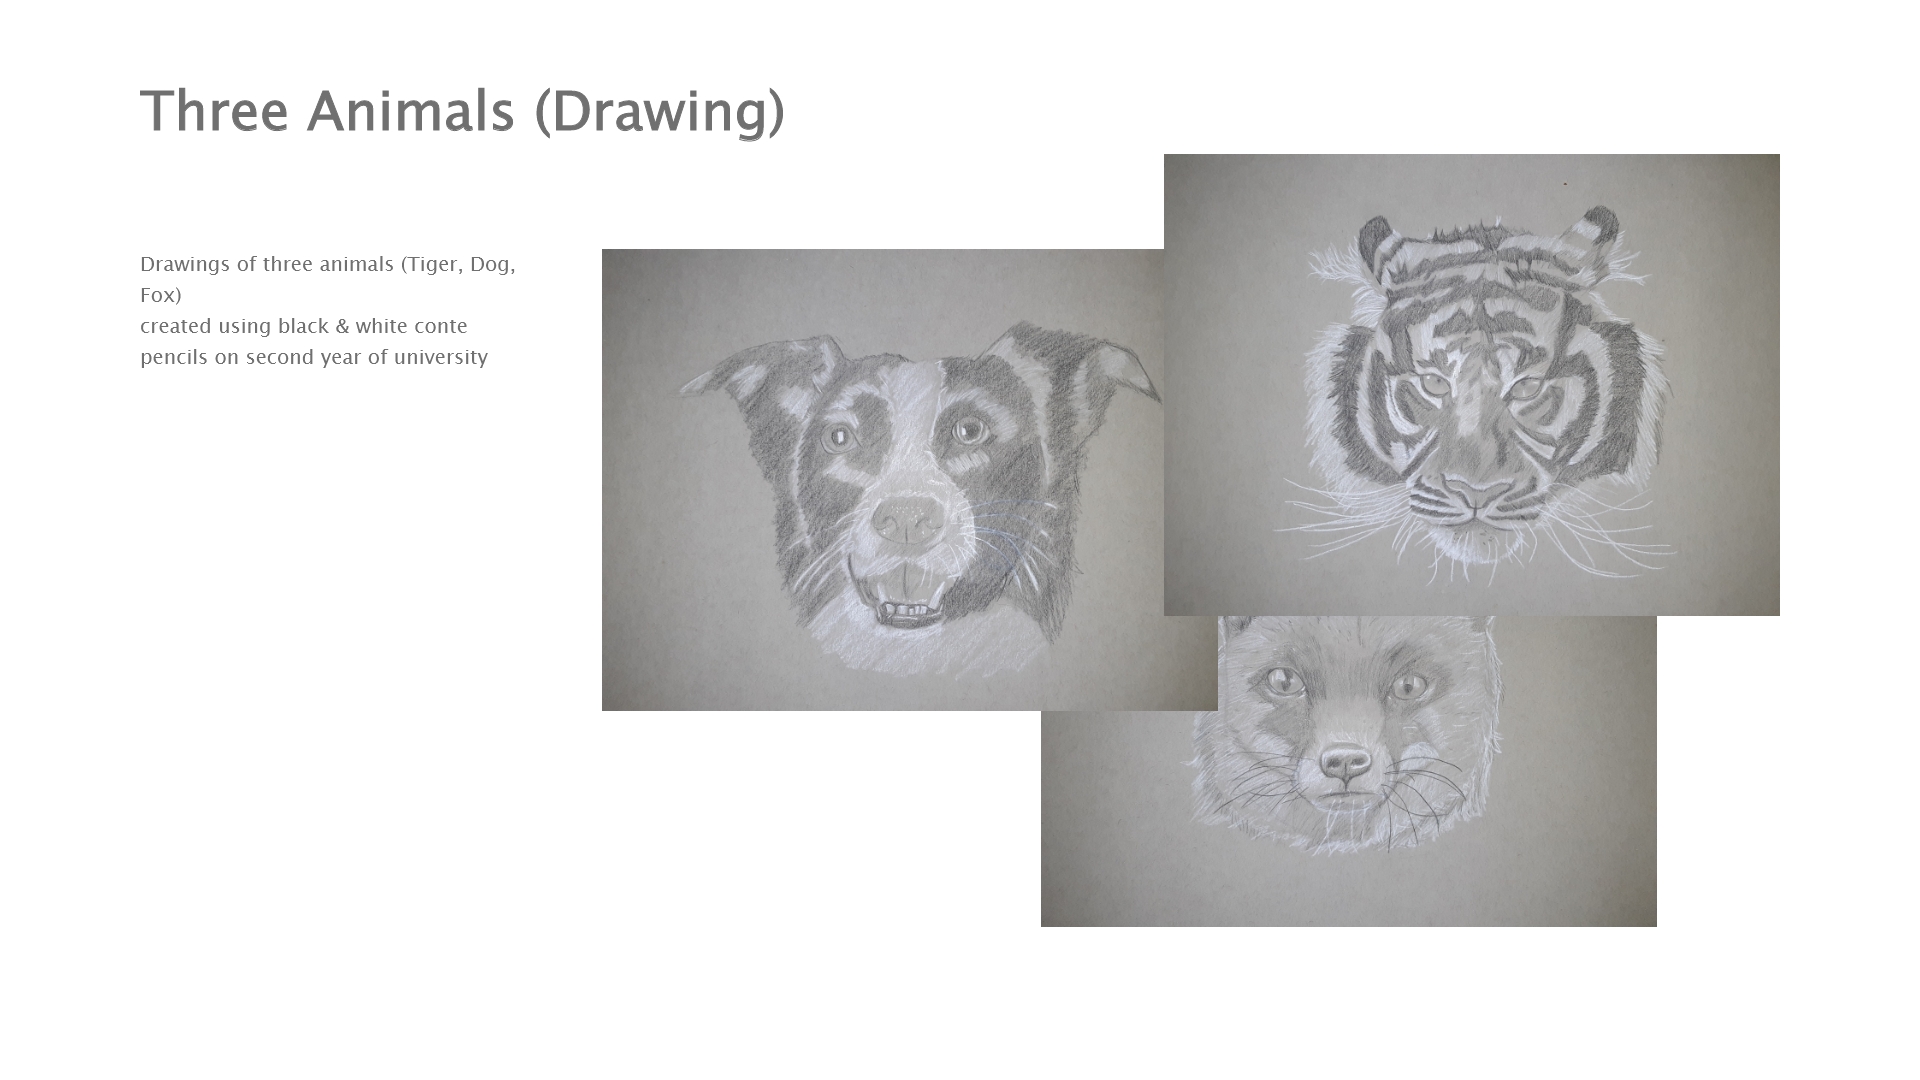 Three Animals (Drawing)
Drawings of three animals (Tiger, Dog,
Fox)
created using black & white conte
pencils on second year of university